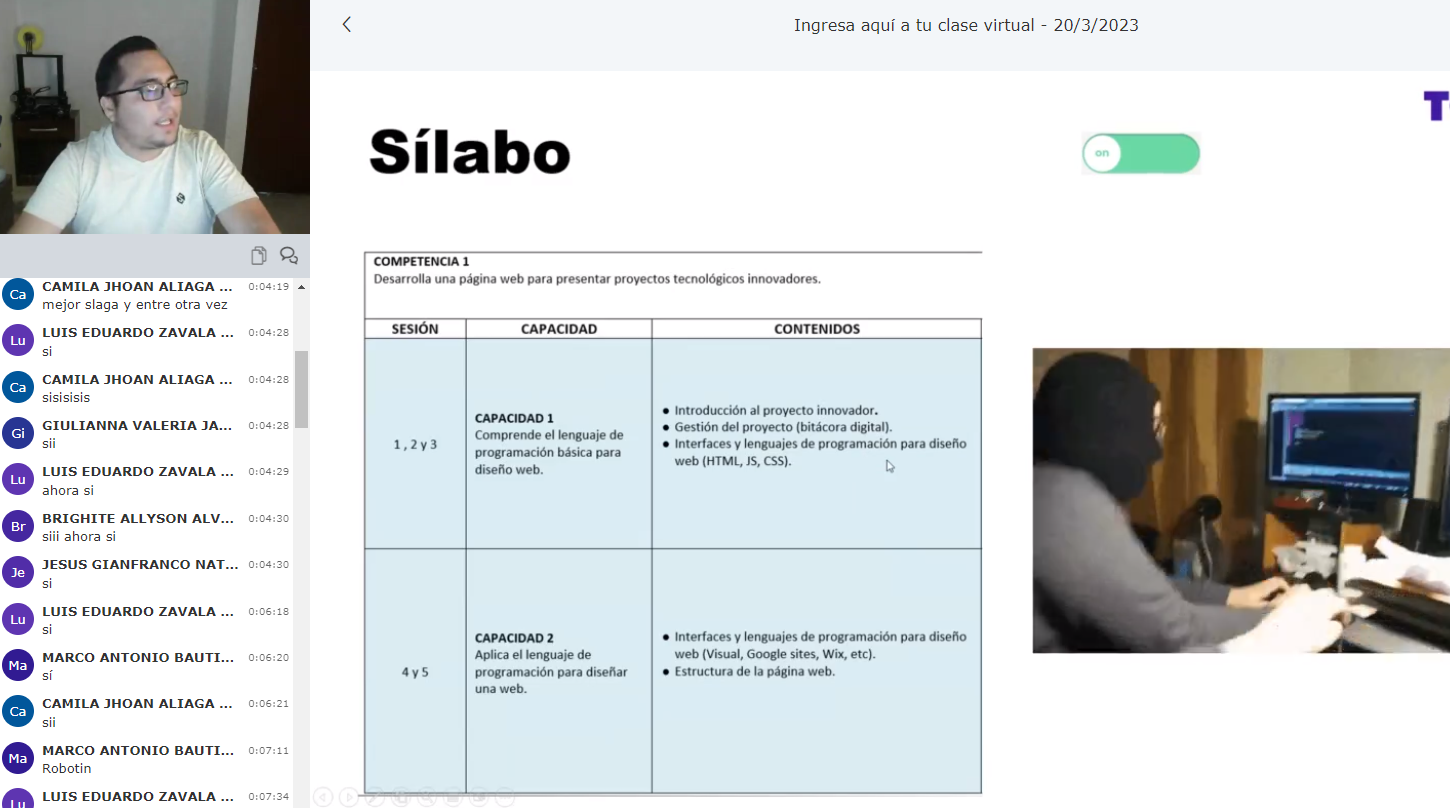 Ingresa aquí a tu clase virtual - 20/3/2023
Sílabo
on
COMPETENCIA 1
Desarrolla una página web para presentar proyectos tecnológicos innovadores.
SESIÓN CAPACIDAD CONTENIDOS
1 , 2 y 3
CAPACIDAD 1
Comprende el lenguaje de
programación básica para
diseño web.
● Introducción al proyecto innovador.
● Gestión del proyecto (bitácora digital).
● Interfaces y lenguajes de programación para diseño
web (HTML, JS, CSS).
4 y 5
CAPACIDAD 2
Aplica el lenguaje de
programación para diseñar
una web.
● Interfaces y lenguajes de programación para diseño
web (Visual, Google sites, Wix, etc).
● Estructura de la página web.
Ca CAMILA JHOAN ALIAGA ... 0:04:19
mejor slaga y entre otra vez
Lu LUIS EDUARDO ZAVALA ... 0:04:28
si
Ca CAMILA JHOAN ALIAGA ... 0:04:28
sisisisis
Gi GIULIANNA VALERIA JA... 0:04:28
sii
Lu LUIS EDUARDO ZAVALA ... 0:04:29
ahora si
Br BRIGHITE ALLYSON ALV... 0:04:30
siii ahora si
Je JESUS GIANFRANCO NAT... 0:04:30
si
Lu LUIS EDUARDO ZAVALA ... 0:06:18
si
Ma MARCO ANTONIO BAUTI... 0:06:20
sí
Ca CAMILA JHOAN ALIAGA ... 0:06:21
sii
Ma MARCO ANTONIO BAUTI... 0:07:11
Robotin
Lu LUIS EDUARDO ZAVALA ... 0:07:34